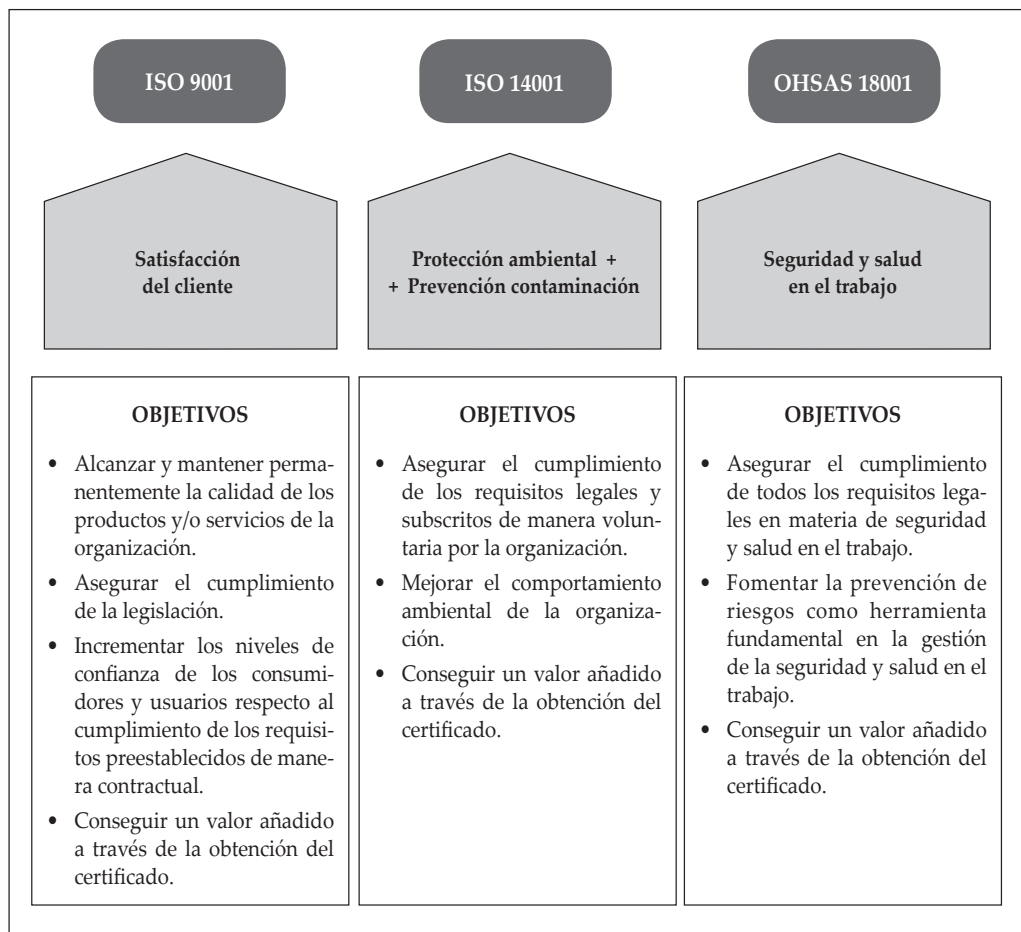 ISO 9001
ISO 14001
OHSAS 18001
Satisfacción
del cliente
Protección ambiental +
+ Prevención contaminación
Seguridad y salud
en el trabajo
OBJETIVOS
• Alcanzar y mantener perma-
nentemente la calidad de los
productos y/o servicios de la
organización.
• Asegurar el cumplimiento
de la legislación.
• Incrementar los niveles de
confianza de los consumi-
dores y usuarios respecto al
cumplimiento de los requisi-
tos preestablecidos de mane-
ra contractual.
• Conseguir un valor añadido
a través de la obtención del
certificado.
OBJETIVOS
• Asegurar el cumplimiento
de los requisitos legales y
subscritos de manera volun-
taria por la organización.
• Mejorar el comportamiento
ambiental de la organiza-
ción.
• Conseguir un valor añadido
a través de la obtención del
certificado.
OBJETIVOS
• Asegurar el cumplimiento
de todos los requisitos lega-
les en materia de seguridad
y salud en el trabajo.
• Fomentar la prevención de
riesgos como herramienta
fundamental en la gestión
de la seguridad y salud en el
trabajo.
• Conseguir un valor añadido
a través de la obtención del
certificado.